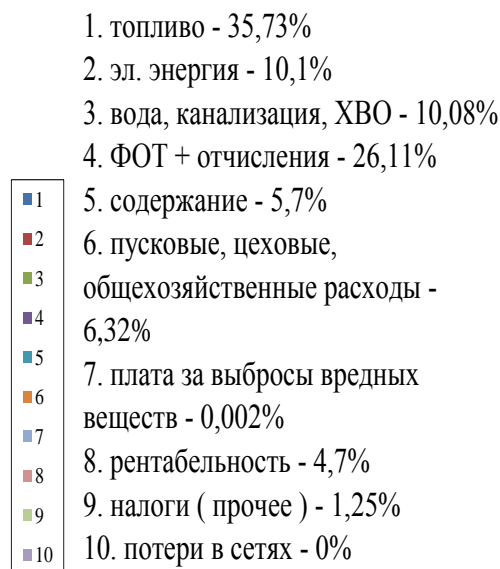 1. топливо - 35,73%
2. эл. энергия - 10,1%
3. вода, канализация, ХВО - 10,08%
4. ФОТ + отчисления - 26,11%
5. содержание - 5,7%
6. пусковые, цеховые,
общехозяйственные расходы -
6,32%
7. плата за выбросы вредных
веществ - 0,002%
8. рентабельность - 4,7%
9. налоги ( прочее ) - 1,25%
10. потери в сетях - 0%
1
2
3
4
5
6
7
8
9
10